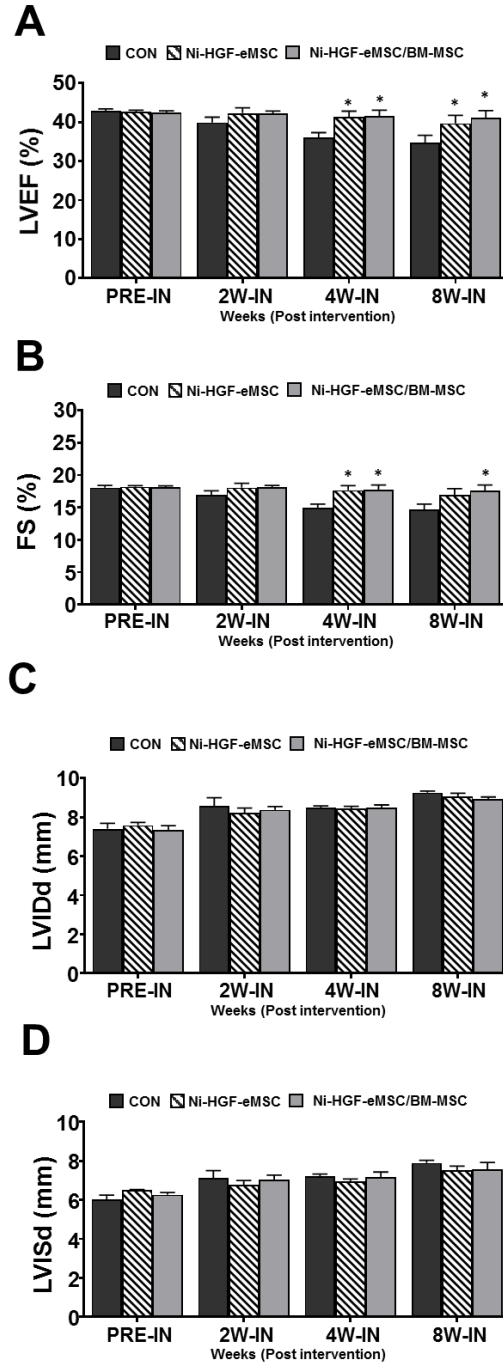 A
CON Ni-HGF-eMSC Ni-HGF-eMSC/BM-MSC
LVEF (%)
50
40
30
20
10
0
* * * *
PRE-IN 2W-IN 4W-IN 8W-IN
Weeks (Post intervention)
B
CON Ni-HGF-eMSC Ni-HGF-eMSC/BM-MSC
FS (%)
30
25
20
15
10
5
0
* * *
PRE-IN 2W-IN 4W-IN 8W-IN
Weeks (Post intervention)
C
CON Ni-HGF-eMSC Ni-HGF-eMSC/BM-MSC
LVIDd (mm)
10
8
6
4
2
0
PRE-IN 2W-IN 4W-IN 8W-IN
Weeks (Post intervention)
D
CON Ni-HGF-eMSC Ni-HGF-eMSC/BM-MSC
LVISd (mm)
10
8
6
4
2
0
PRE-IN 2W-IN 4W-IN 8W-IN
Weeks (Post intervention)